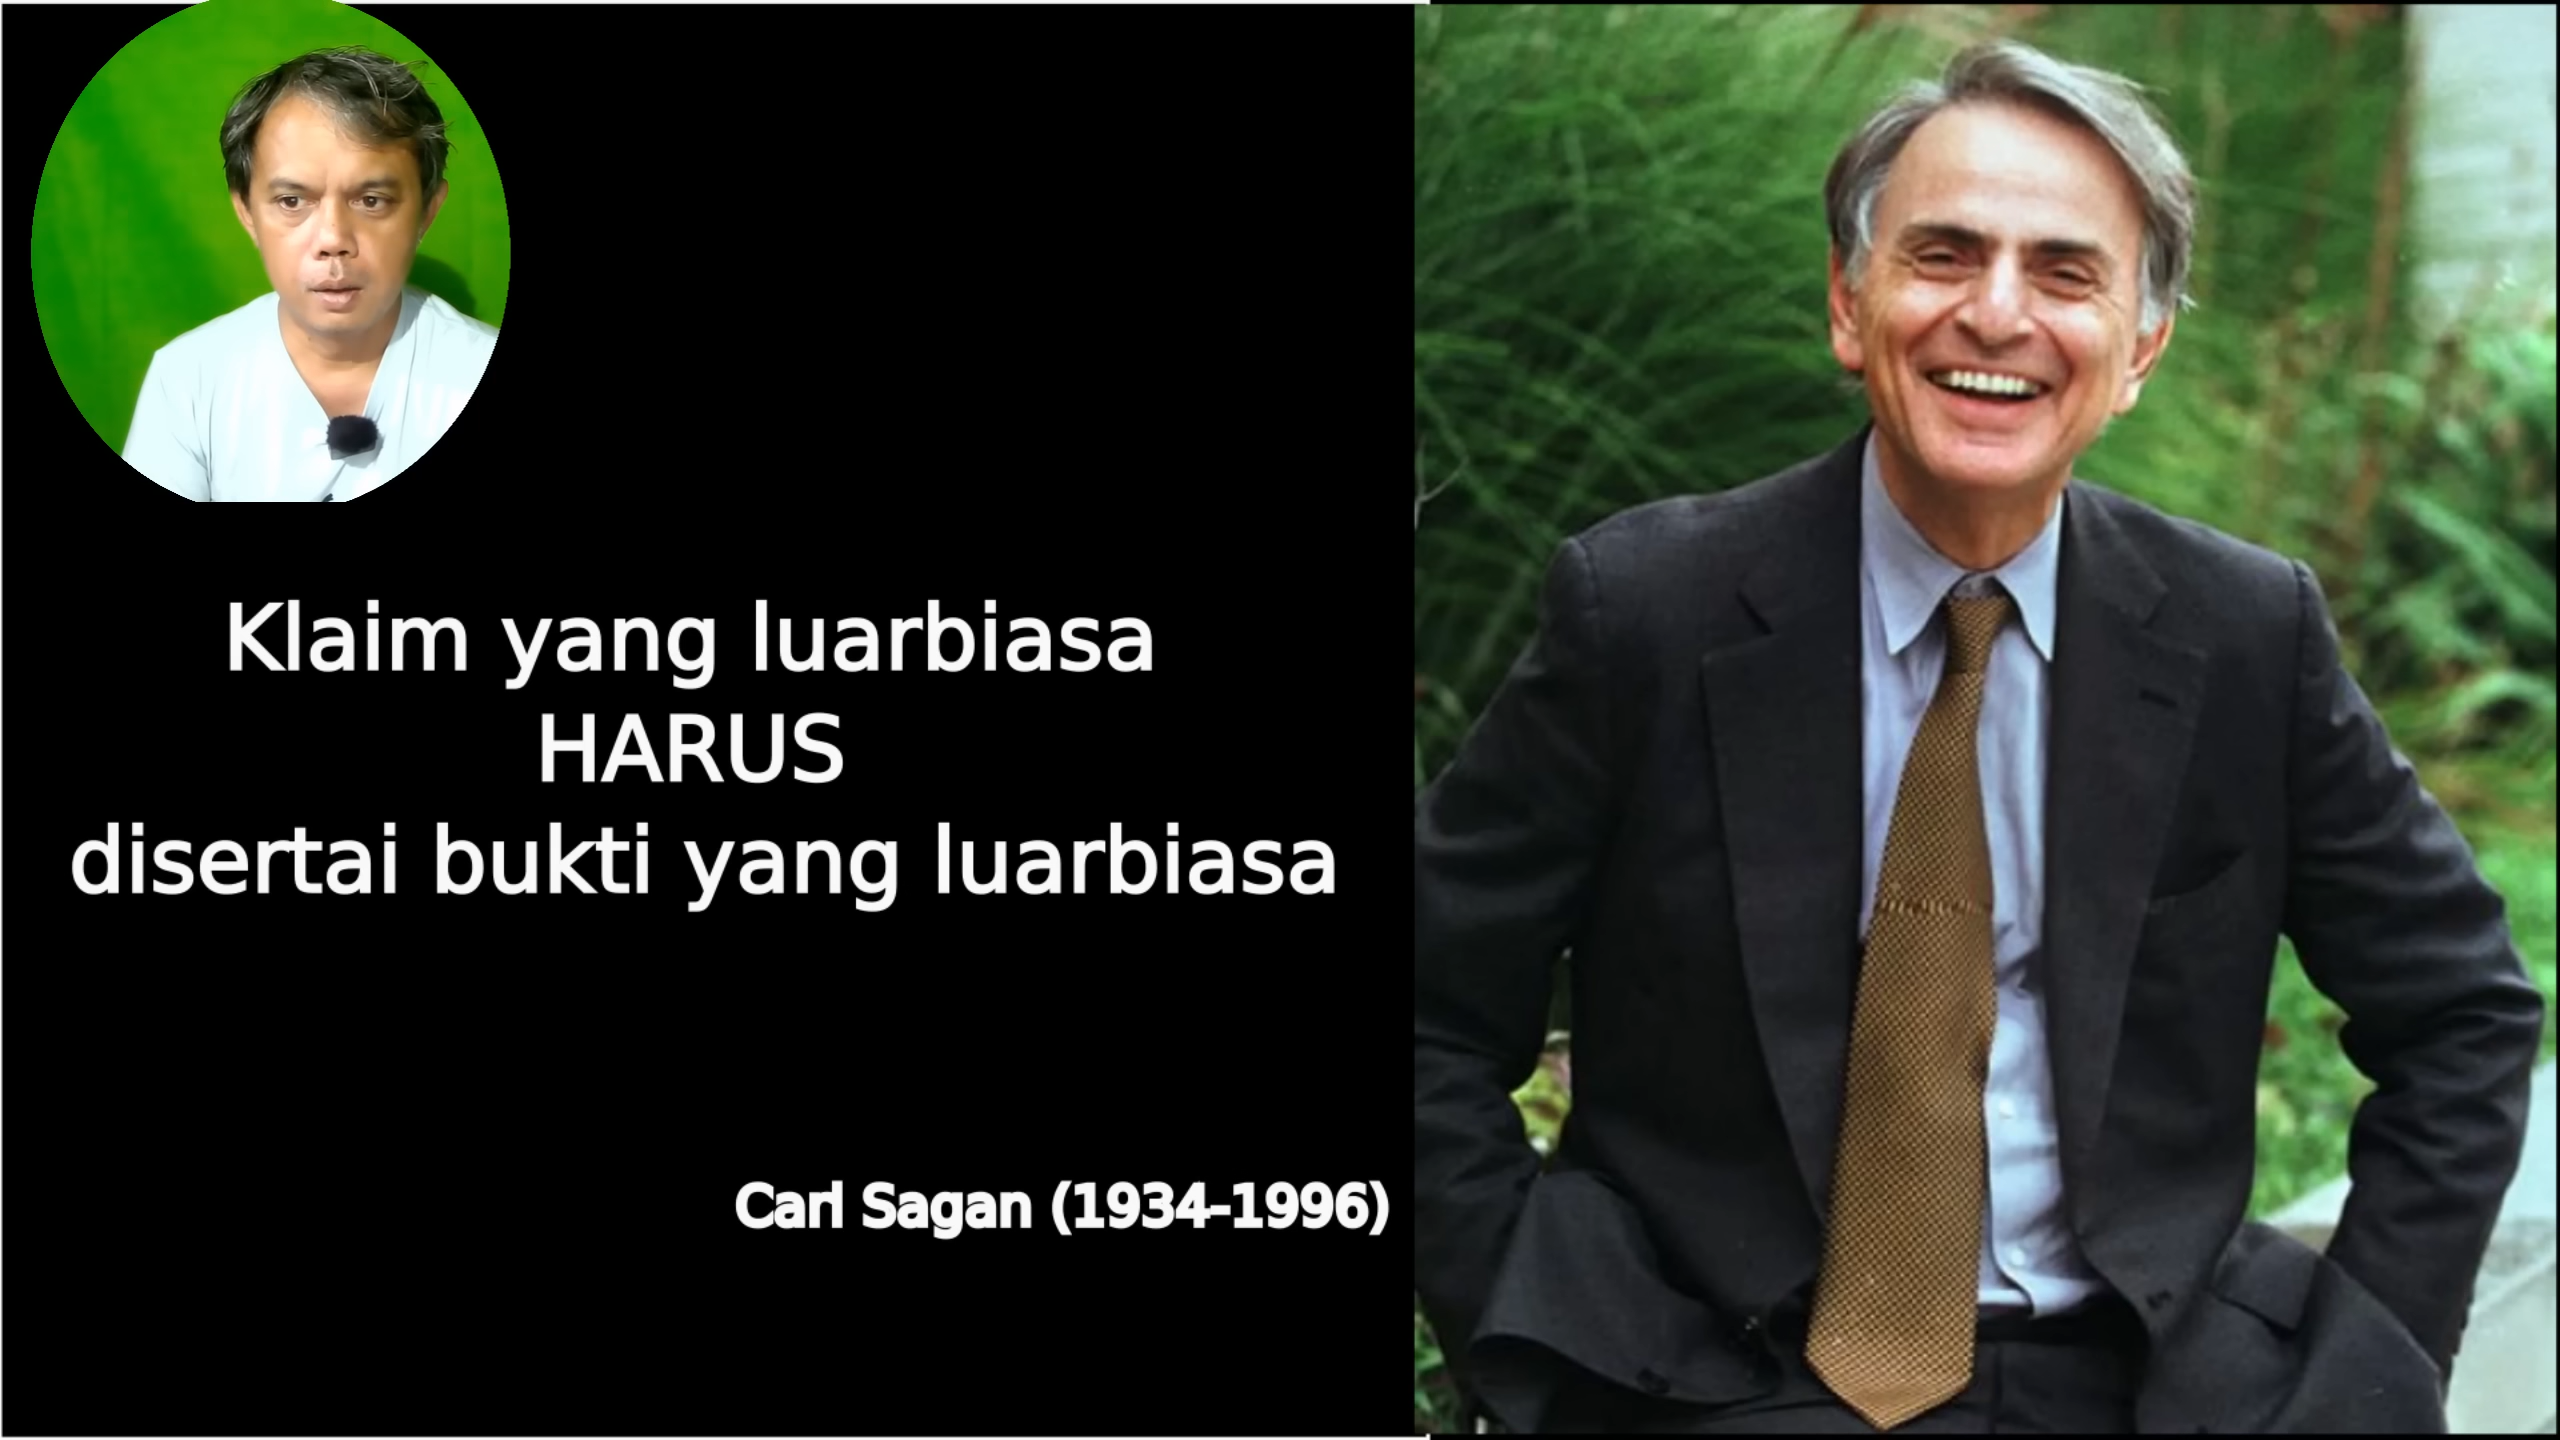 Klaim yang luarbiasa
HARUS
disertai bukti yang luarbiasa
Carl Sagan (1934-1996)